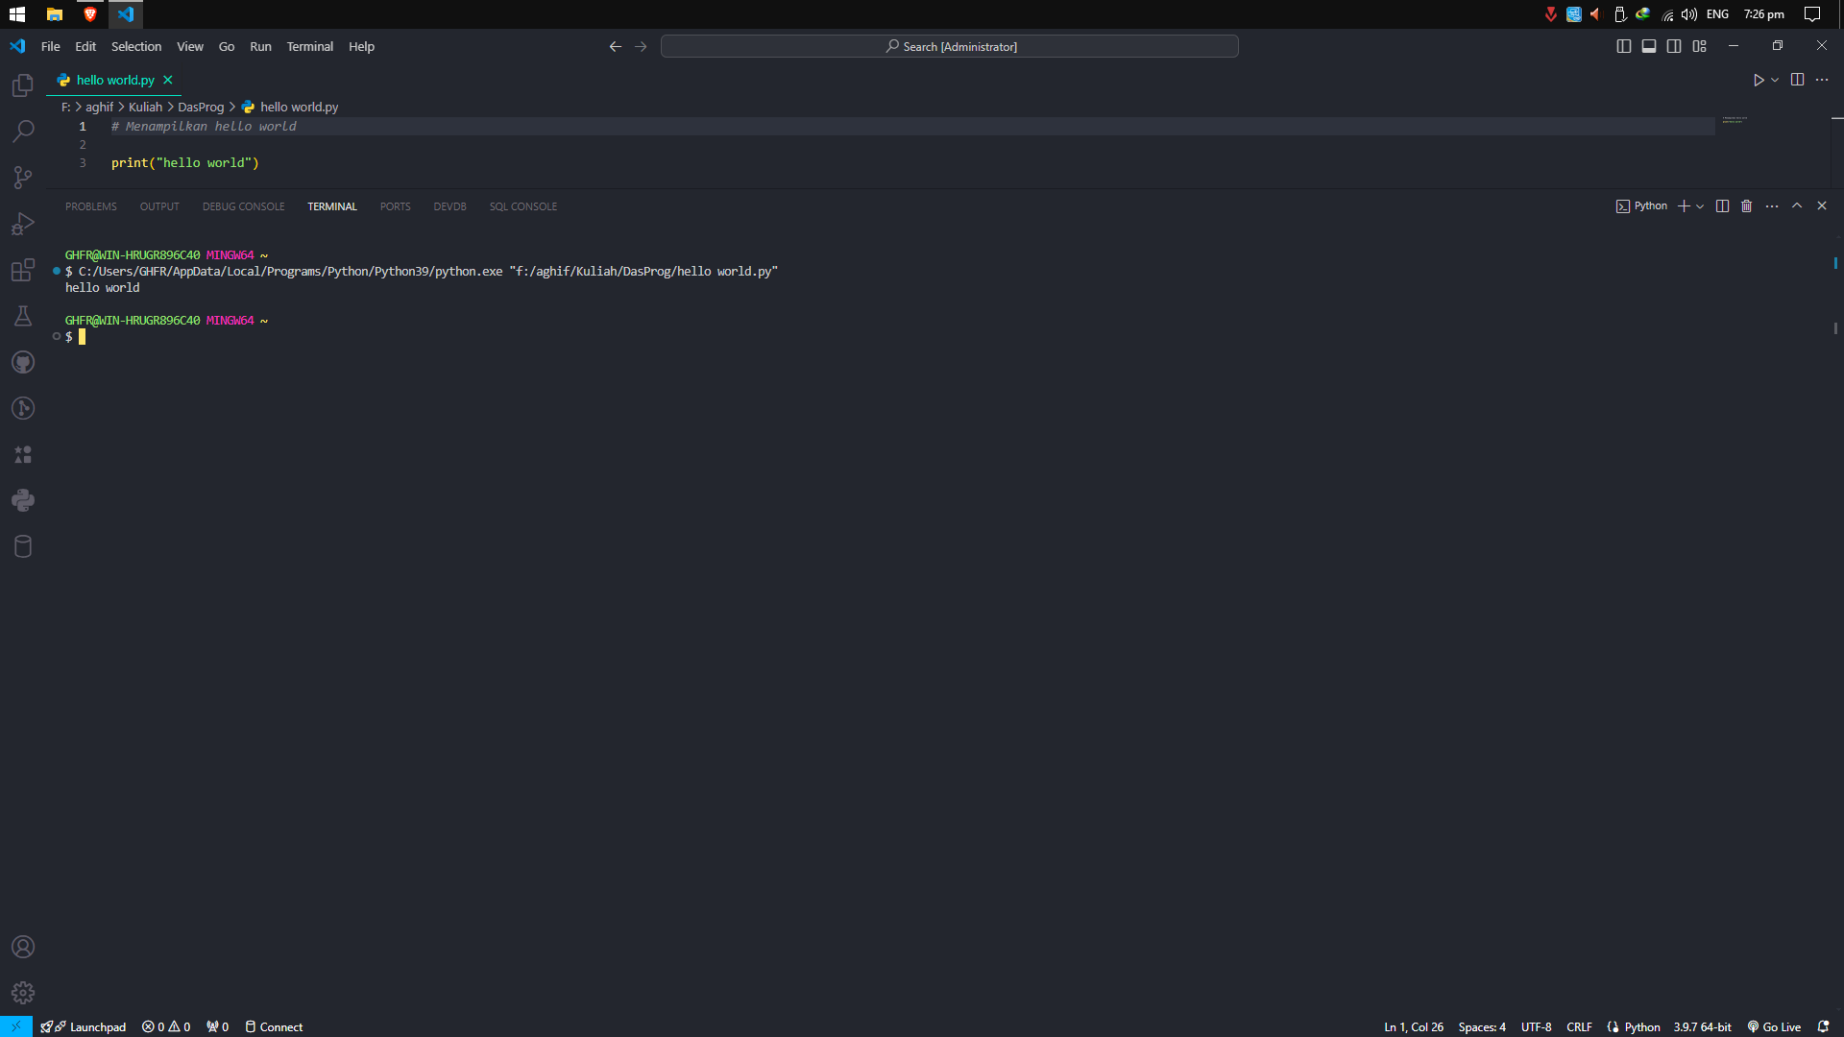 ENG 7:26 pm
File Edit Selection View Go Run Terminal Help Search [Administrator]
hello world.py
F: > aghif > Kuliah > DasProg > hello world.py
1 # Menampilkan hello world
2
3 print("hello world")
PROBLEMS OUTPUT DEBUG CONSOLE TERMINAL PORTS DEVDB SQL CONSOLE Python
GHFR@WIN-HRUGR896C40 MINGW64 ~
$ C:/Users/GHFR/AppData/Local/Programs/Python/Python39/python.exe "f:/aghif/Kuliah/DasProg/hello world.py"
hello world
GHFR@WIN-HRUGR896C40 MINGW64 ~
$
Launchpad 0 0 0 Connect Ln 1, Col 26 Spaces: 4 UTF-8 CRLF Python 3.9.7 64-bit Go Live